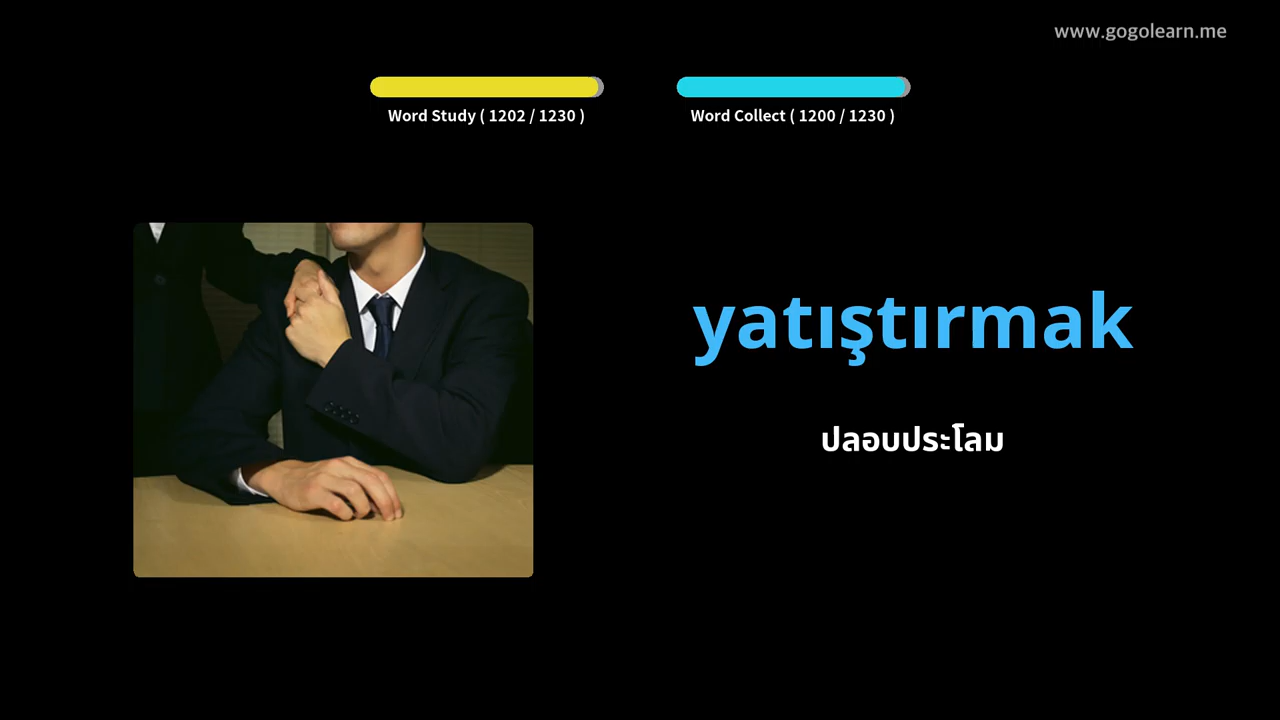 www.gogolearn.me
Word Study ( 1202 / 1230 )
Word Collect ( 1200 / 1230 )
yatıştırmak
ปลอบประโลม